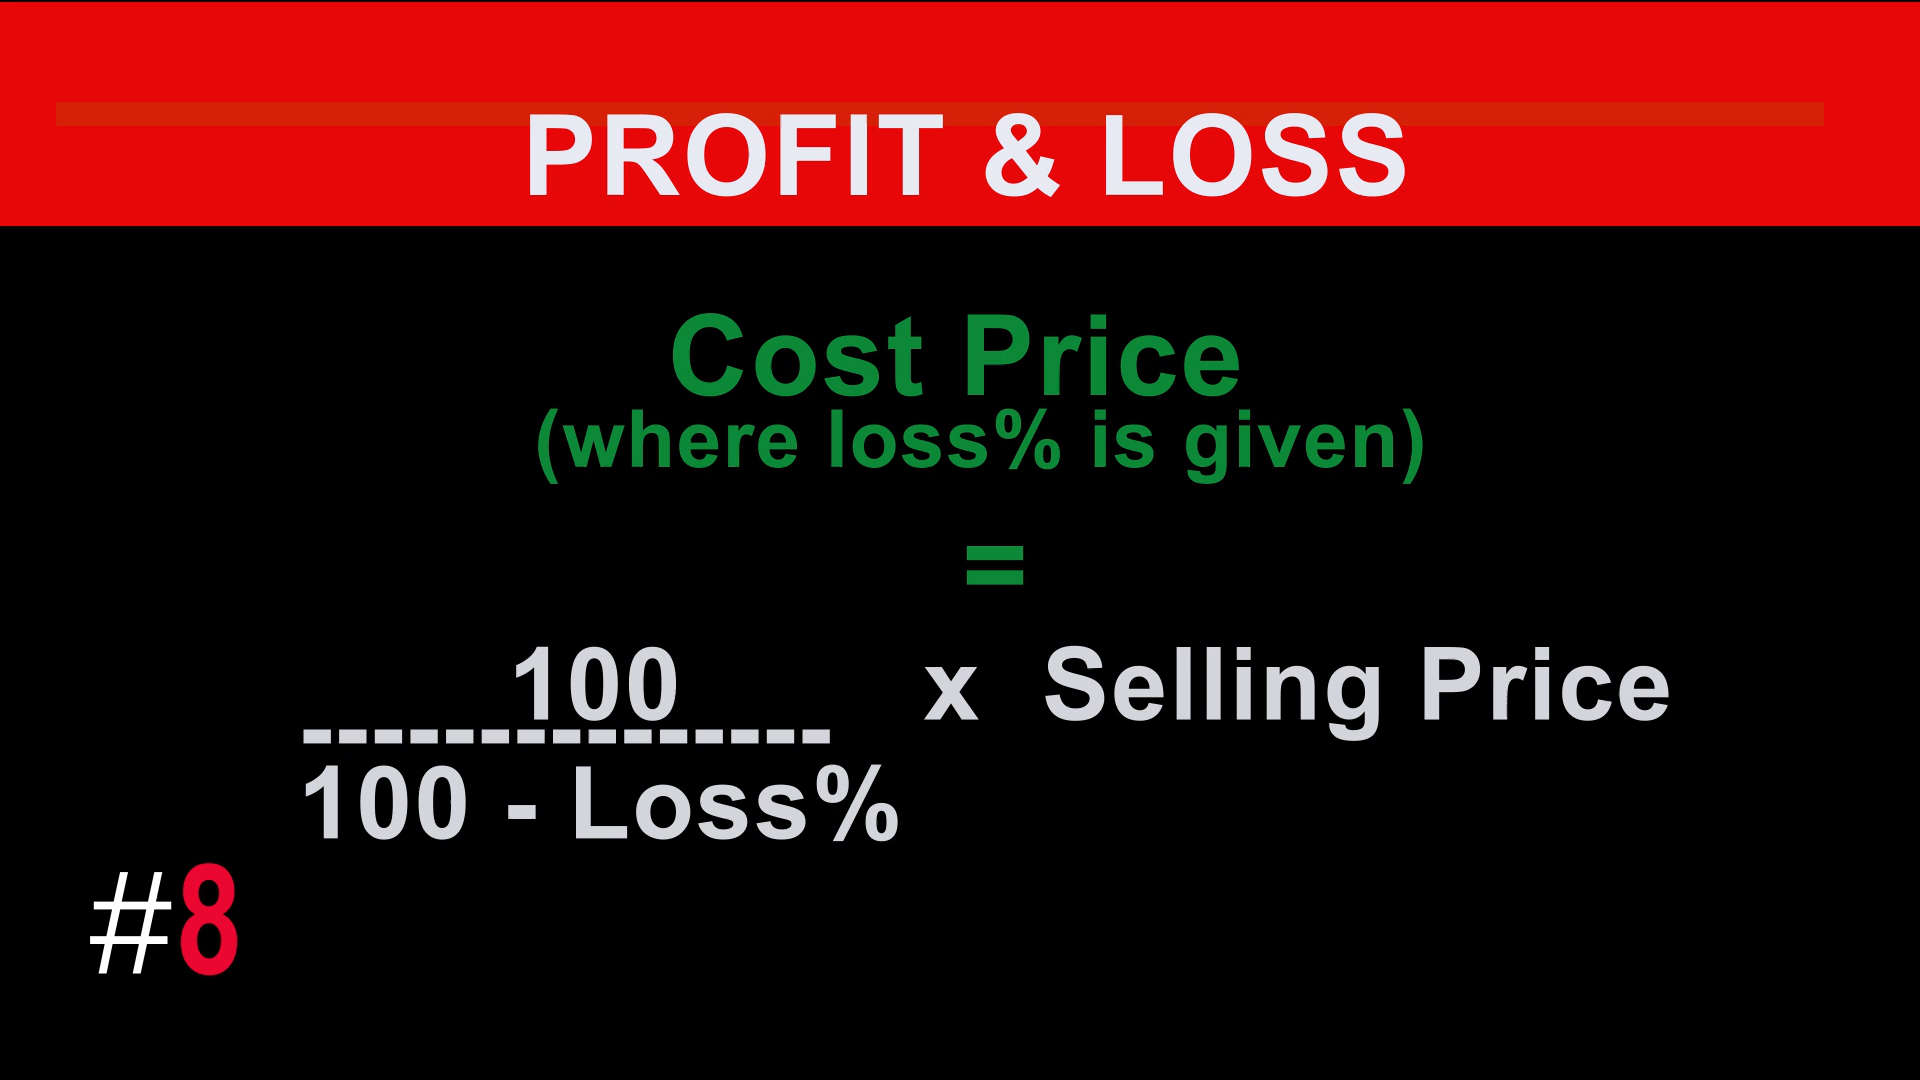 PROFIT & LOSS
Cost Price
(where loss% is given)
=
100 x Selling Price
---------------
100 - Loss%
#8